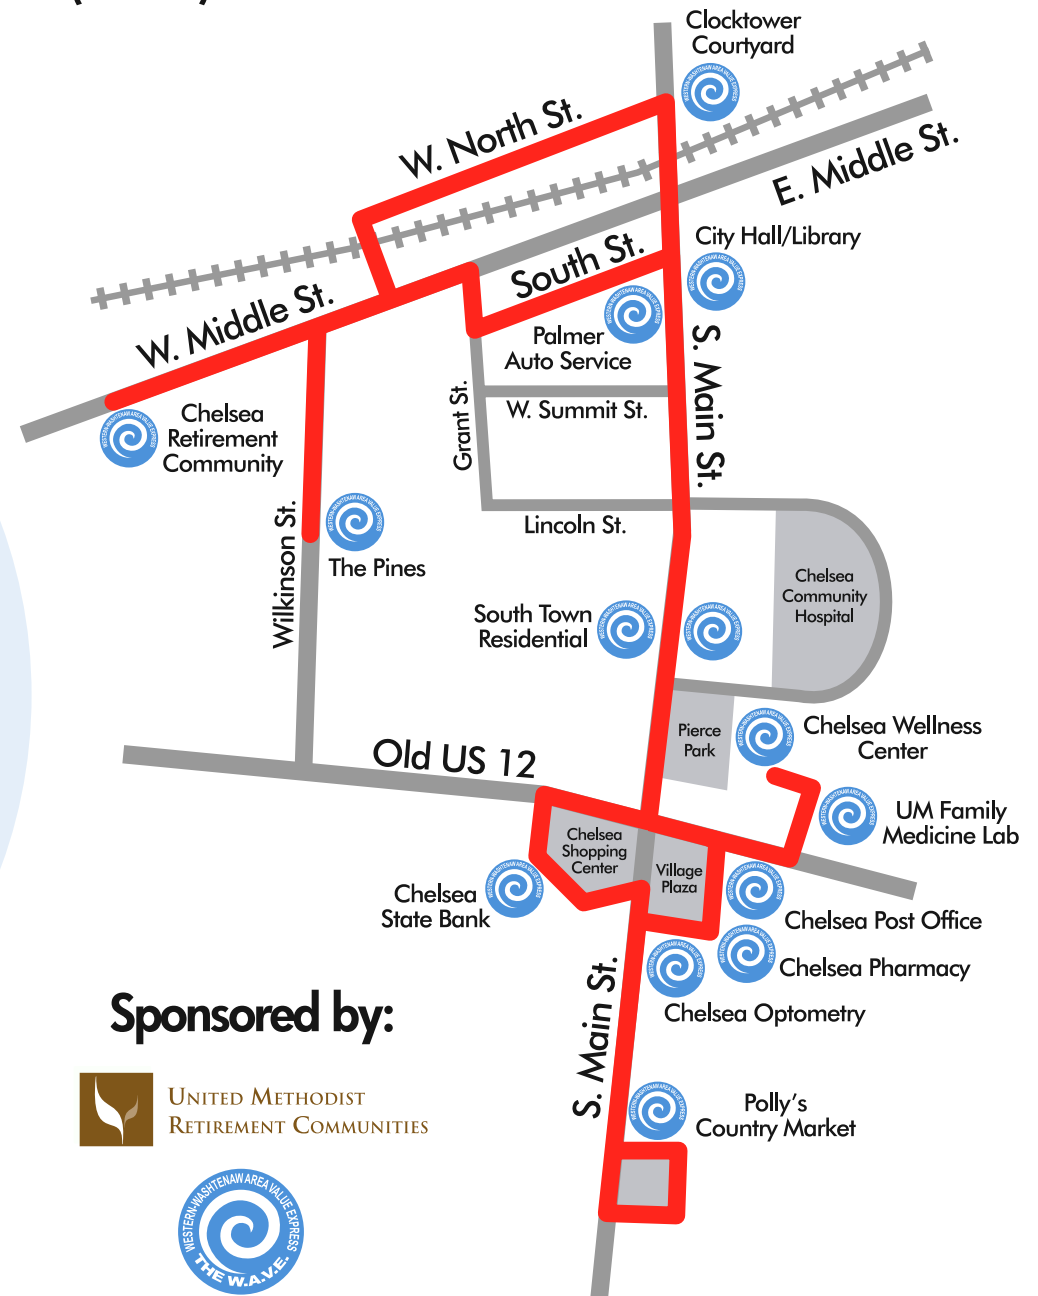 Clocktower
Courtyard
W. North St.
E. Middle St.
City Hall/Library
South St.
W. Middle St.
Palmer
Auto Service
S. Main St.
Grant St.
W. Summit St.
Chelsea
Retirement
Community
Lincoln St.
Wilkinson St.
The Pines
Chelsea
Community
Hospital
South Town
Residential
Pierce
Park
Chelsea Wellness
Center
Old US 12
UM Family
Medicine Lab
Chelsea
Shopping
Center
Village
Plaza
Chelsea
State Bank
Chelsea Post Office
Chelsea Pharmacy
Chelsea Optometry
S. Main St.
Sponsored by:
United Methodist
Retirement Communities
Polly's
Country Market
WESTERN-WASHTENAW AREA VALUE EXPRESS
THE W.A.V.E.